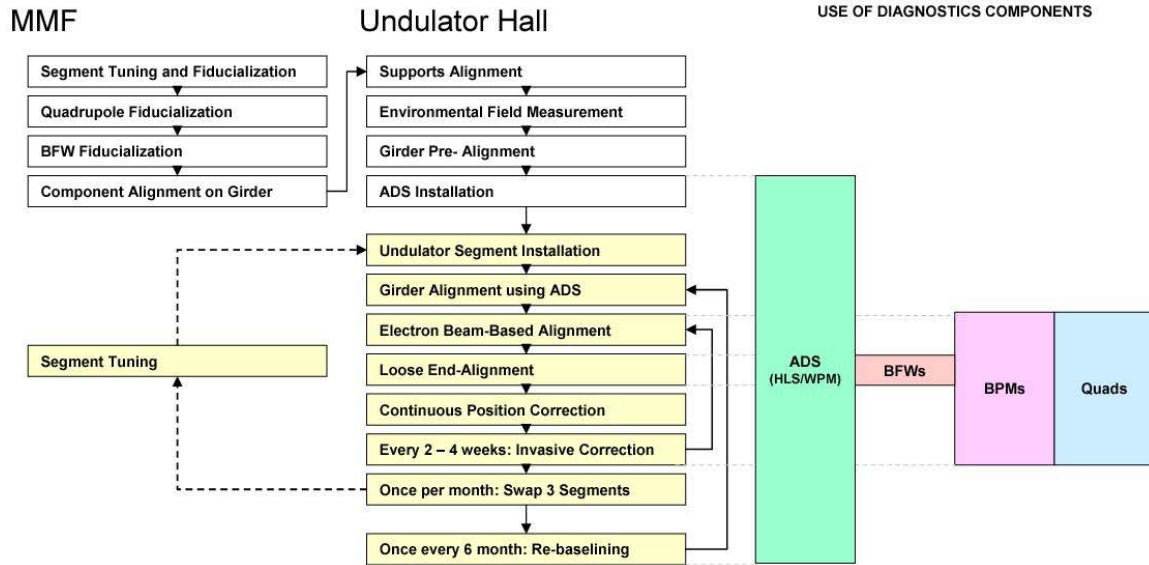 MMF
Undulator Hall
USE OF DIAGNOSTICS COMPONENTS
Segment Tuning and Fiducialization
Quadrupole Fiducialization
BFW Fiducialization
Component Alignment on Girder
Supports Alignment
Environmental Field Measurement
Girder Pre- Alignment
ADS Installation
Undulator Segment Installation
Girder Alignment using ADS
Electron Beam-Based Alignment
Loose End-Alignment
Continuous Position Correction
Every 2 – 4 weeks: Invasive Correction
Once per month: Swap 3 Segments
Once every 6 month: Re-baselining
Segment Tuning
ADS
(HLS/WPM)
BFWs
BPMs
Quads